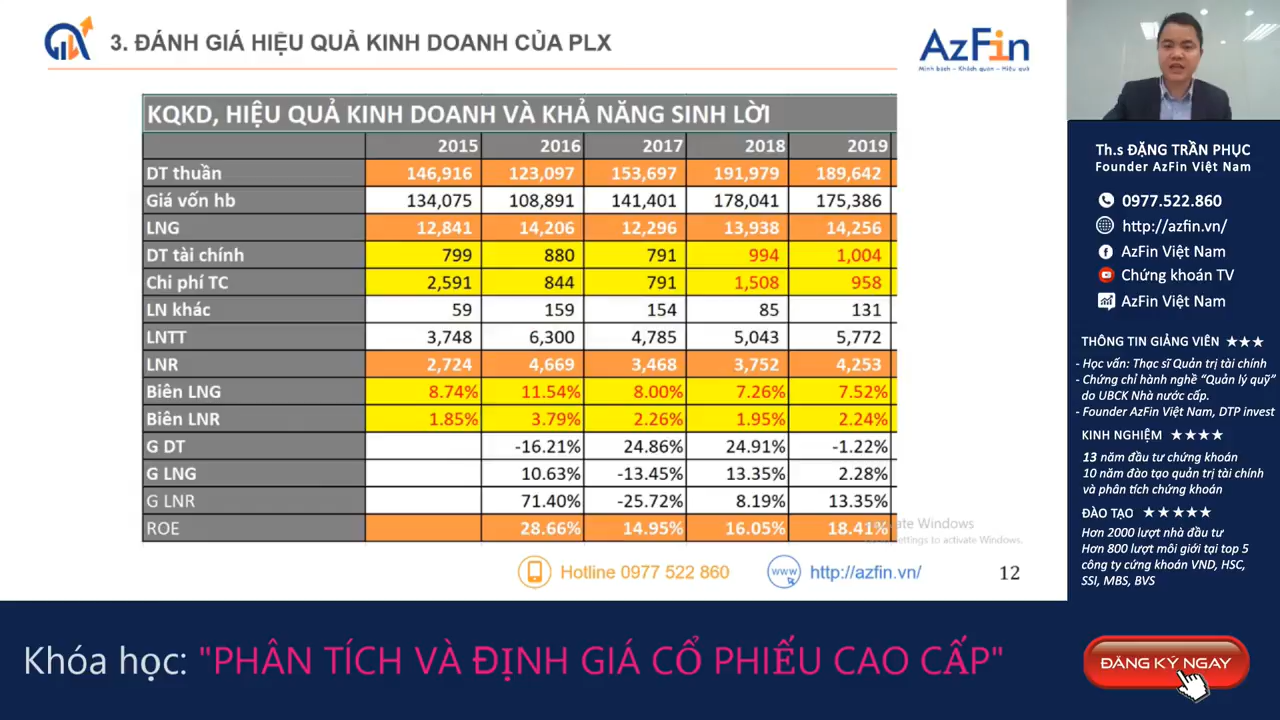 3. ĐÁNH GIÁ HIỆU QUẢ KINH DOANH CỦA PLX
AzFin
Minh bạch – Khách quan – Hiệu quả
KQKD, HIỆU QUẢ KINH DOANH VÀ KHẢ NĂNG SINH LỜI
2015 2016 2017 2018 2019
DT thuần 146,916 123,097 153,697 191,979 189,642
Giá vốn hb 134,075 108,891 141,401 178,041 175,386
LNG 12,841 14,206 12,296 13,938 14,256
DT tài chính 799 880 791 994 1,004
Chi phí TC 2,591 844 791 1,508 958
LN khác 59 159 154 85 131
LNTT 3,748 6,300 4,785 5,043 5,772
LNR 2,724 4,669 3,468 3,752 4,253
Biên LNG 8.74% 11.54% 8.00% 7.26% 7.52%
Biên LNR 1.85% 3.79% 2.26% 1.95% 2.24%
G DT -16.21% 24.86% 24.91% -1.22%
G LNG 10.63% -13.45% 13.35% 2.28%
G LNR 71.40% -25.72% 8.19% 13.35%
ROE 28.66% 14.95% 16.05% 18.41%
Windows
settings to activate Windows.
Hotline 0977 522 860
www
http://azfin.vn/
12
Th.s ĐẶNG TRẦN PHỤC
Founder AzFin Việt Nam
0977.522.860
http://azfin.vn/
AzFin Việt Nam
Chứng khoán TV
AzFin Việt Nam
THÔNG TIN GIẢNG VIÊN ★★★
- Học vấn: Thạc sĩ Quản trị tài chính
- Chứng chỉ hành nghề “Quản lý quỹ”
do UBCK Nhà nước cấp.
- Founder AzFin Việt Nam, DTP invest
KINH NGHIỆM ★★★★
13 năm đầu tư chứng khoán
10 năm đào tạo quản trị tài chính
và phân tích chứng khoán
ĐÀO TẠO ★★★★★
Hơn 2000 lượt nhà đầu tư
Hơn 800 lượt môi giới tại top 5
công ty cứng khoán VND, HSC,
SSI, MBS, BVS
Khóa học: "PHÂN TÍCH VÀ ĐỊNH GIÁ CỔ PHIẾU CAO CẤP"
ĐĂNG KÝ NGAY